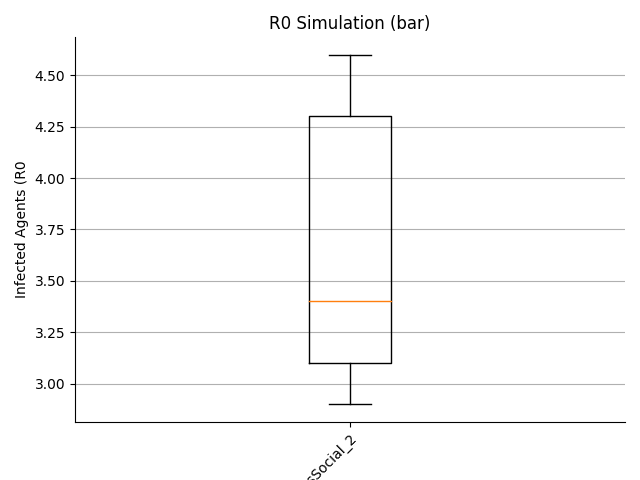 R0 Simulation (bar)
Infected Agents (R0
4.50
4.25
4.00
3.75
3.50
3.25
3.00
sSocial_2